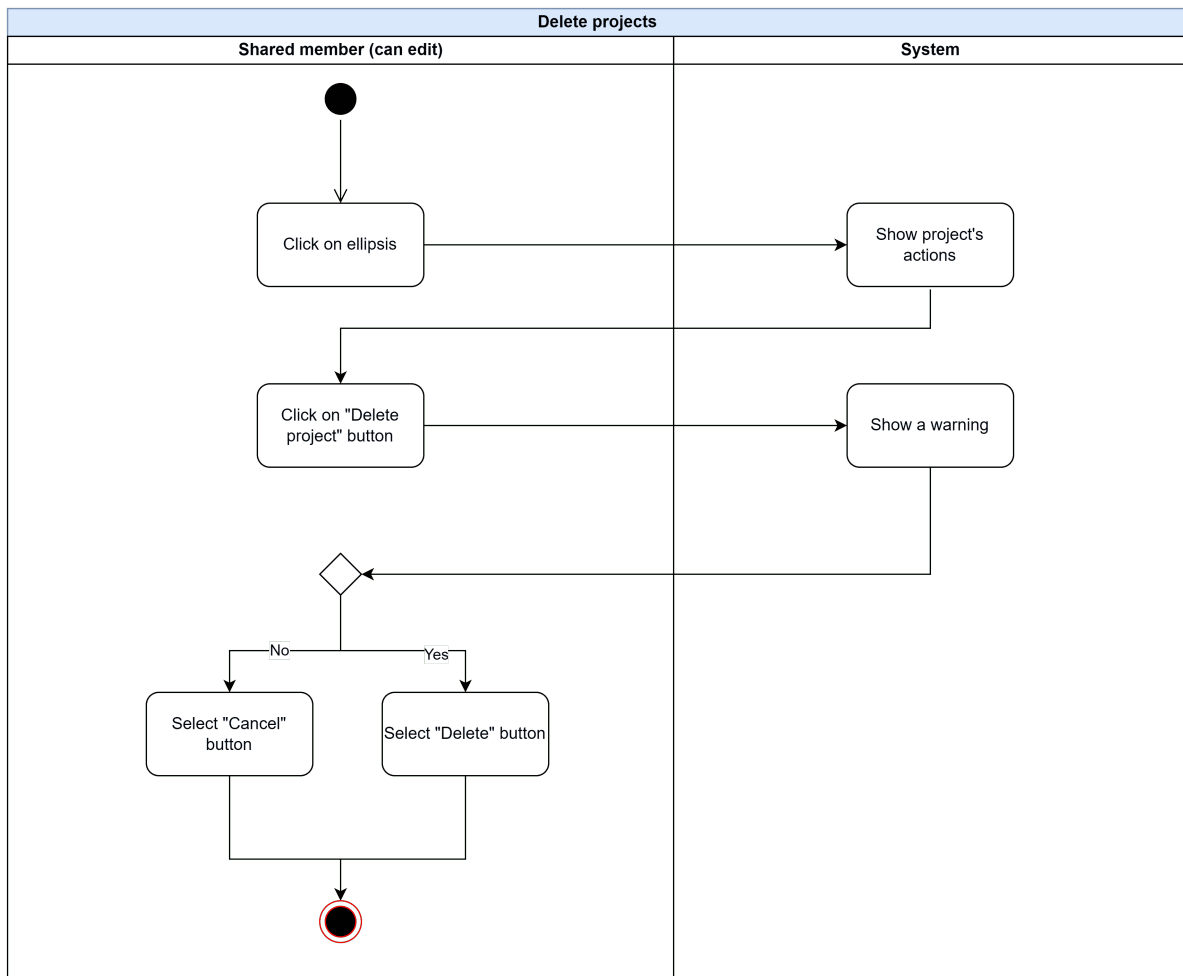 Delete projects
Shared member (can edit)
System
Click on ellipsis
Show project's
actions
Click on "Delete
project" button
Show a warning
No
Yes
Select "Cancel"
button
Select "Delete" button